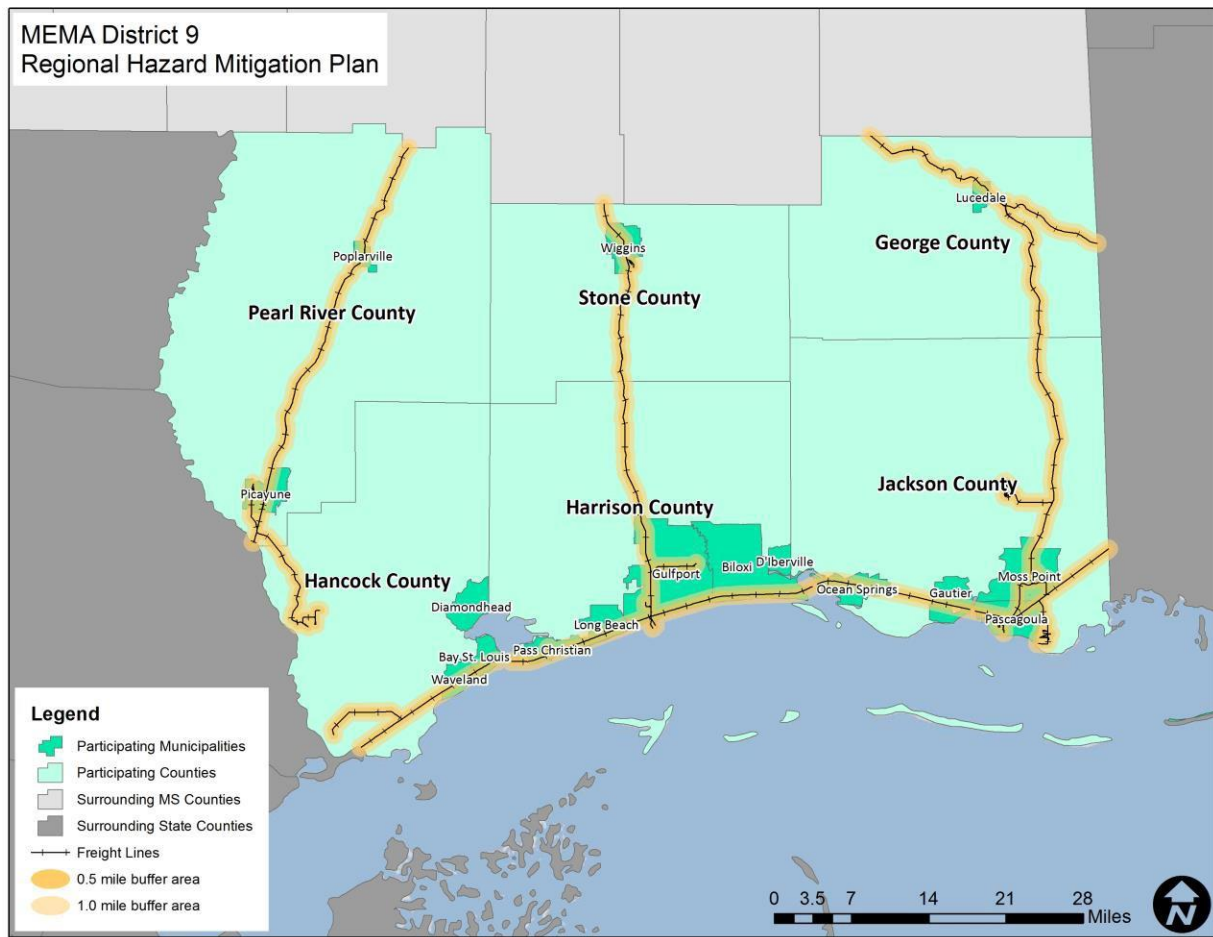 MEMA District 9
Regional Hazard Mitigation Plan
Lucedale
George County
Wiggins
Poplarville
Stone County
Pearl River County
Picayune
Jackson County
Harrison County
Gulfport
Biloxi
D'Iberville
Moss Point
Hancock County
Ocean Springs
Gautier
Diamondhead
Pascagoula
Long Beach
Pass Christian
Bay St. Louis
Waveland
Legend
Participating Municipalities
Participating Counties
Surrounding MS Counties
Surrounding State Counties
Freight Lines
0.5 mile buffer area
1.0 mile buffer area
0 3.5 7 14 21 28
Miles
N